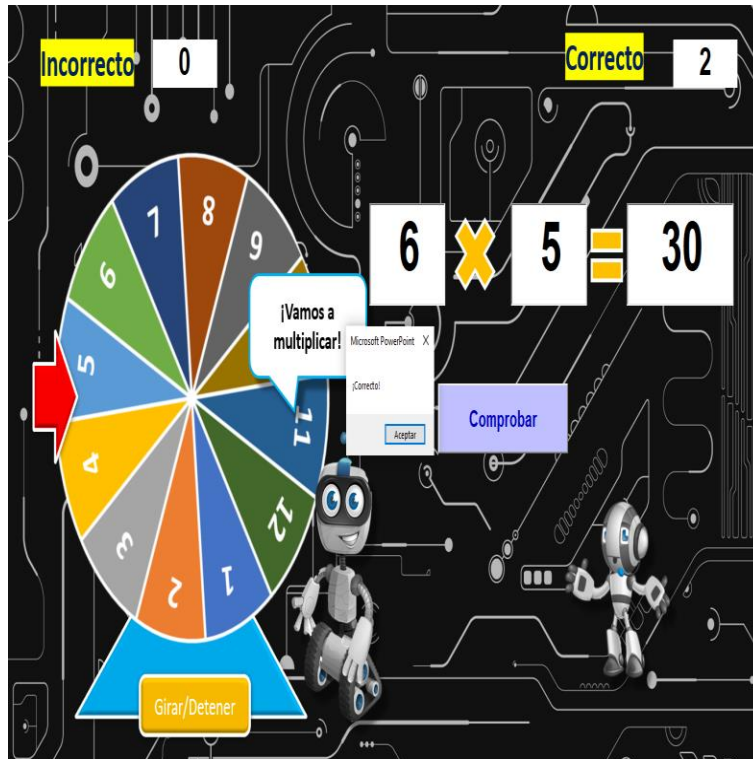 Incorrecto 0
Correcto 2
6 5 30
¡Vamos a
multiplicar!
Microsoft PowerPoint X
¡Correcto!
Aceptar
Comprobar
8
9
11
12
1
2
3
4
5
6
7
Girar/Detener